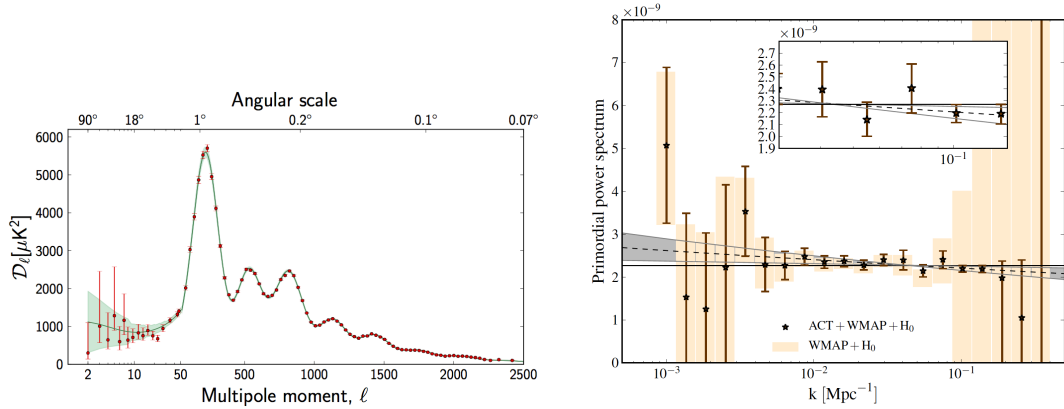 Angular scale
90° 18° 1° 0.2° 0.1° 0.07°
6000
5000
4000
3000
2000
1000
0
𝒟ℓ[μK²]
2 10 50 500 1000 1500 2000 2500
Multipole moment, ℓ
×10⁻⁹
8
7
6
5
4
3
2
1
0
Primordial power spectrum
×10⁻⁹
2.7
2.6
2.5
2.4
2.3
2.2
2.1
2.0
1.9
10⁻¹
ACT+WMAP+H₀
WMAP+H₀
10⁻³ 10⁻² 10⁻¹
k [Mpc⁻¹]